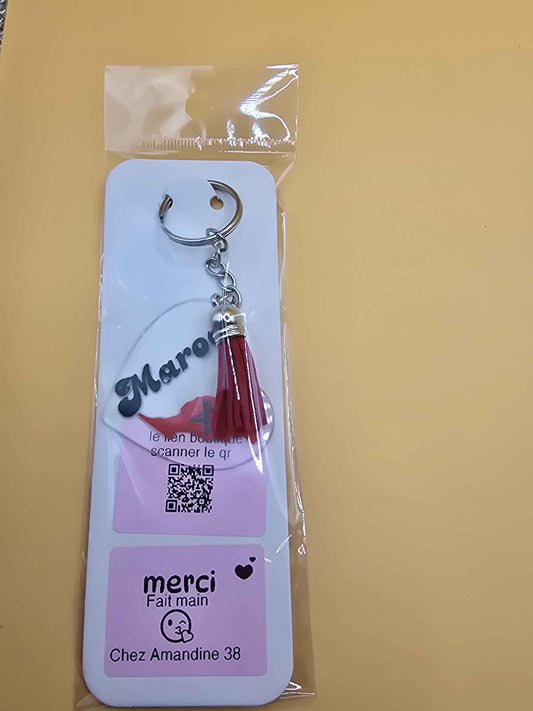 Maroc
le lien boutique
scanner le qr
merci
Fait main
Chez Amandine 38